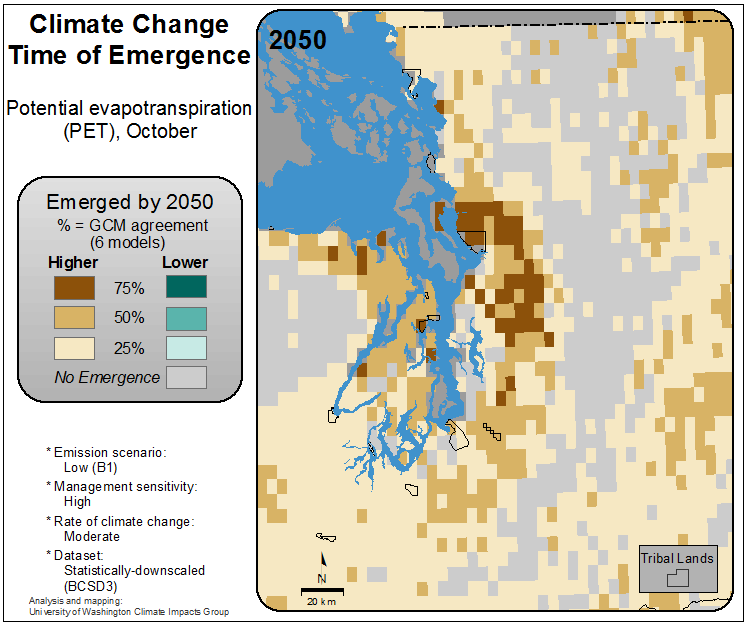 Climate Change
Time of Emergence
Potential evapotranspiration
(PET), October
Emerged by 2050
% = GCM agreement
(6 models)
Higher Lower
75%
50%
25%
No Emergence
* Emission scenario:
Low (B1)
* Management sensitivity:
High
* Rate of climate change:
Moderate
* Dataset:
Statistically-downscaled
(BCSD3)
Analysis and mapping:
University of Washington Climate Impacts Group
2050
N
20 km
Tribal Lands